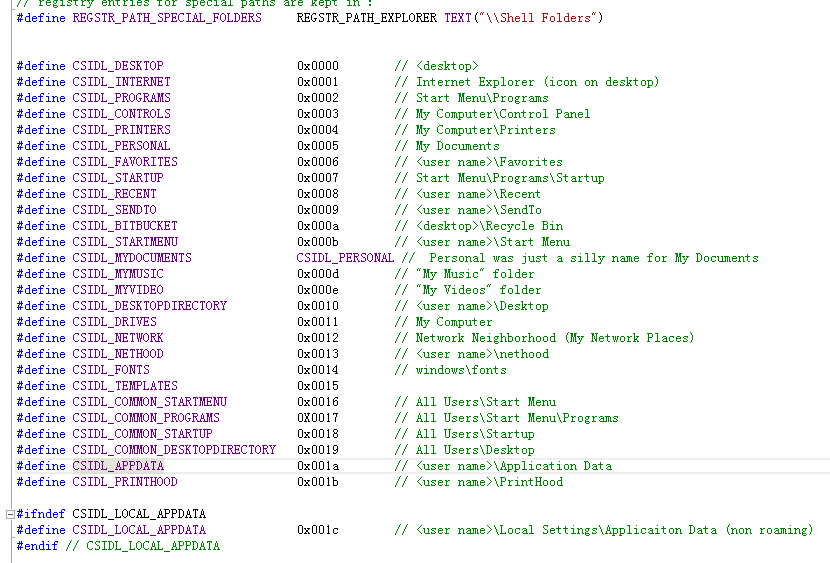 // registry entries for special paths are kept in :
#define REGSTR_PATH_SPECIAL_FOLDERS     REGSTR_PATH_EXPLORER TEXT("\\Shell Folders")
#define CSIDL_DESKTOP                   0x0000        // <desktop>
#define CSIDL_INTERNET                  0x0001        // Internet Explorer (icon on desktop)
#define CSIDL_PROGRAMS                  0x0002        // Start Menu\Programs
#define CSIDL_CONTROLS                  0x0003        // My Computer\Control Panel
#define CSIDL_PRINTERS                  0x0004        // My Computer\Printers
#define CSIDL_PERSONAL                  0x0005        // My Documents
#define CSIDL_FAVORITES                 0x0006        // <user name>\Favorites
#define CSIDL_STARTUP                   0x0007        // Start Menu\Programs\Startup
#define CSIDL_RECENT                    0x0008        // <user name>\Recent
#define CSIDL_SENDTO                    0x0009        // <user name>\SendTo
#define CSIDL_BITBUCKET                 0x000a        // <desktop>\Recycle Bin
#define CSIDL_STARTMENU                 0x000b        // <user name>\Start Menu
#define CSIDL_MYDOCUMENTS               CSIDL_PERSONAL //  Personal was just a silly name for My Documents
#define CSIDL_MYMUSIC                   0x000d        // "My Music" folder
#define CSIDL_MYVIDEO                   0x000e        // "My Videos" folder
#define CSIDL_DESKTOPDIRECTORY          0x0010        // <user name>\Desktop
#define CSIDL_DRIVES                    0x0011        // My Computer
#define CSIDL_NETWORK                   0x0012        // Network Neighborhood (My Network Places)
#define CSIDL_NETHOOD                   0x0013        // <user name>\nethood
#define CSIDL_FONTS                     0x0014        // windows\fonts
#define CSIDL_TEMPLATES                 0x0015
#define CSIDL_COMMON_STARTMENU          0x0016        // All Users\Start Menu
#define CSIDL_COMMON_PROGRAMS           0X0017        // All Users\Start Menu\Programs
#define CSIDL_COMMON_STARTUP            0x0018        // All Users\Startup
#define CSIDL_COMMON_DESKTOPDIRECTORY   0x0019        // All Users\Desktop
#define CSIDL_APPDATA                   0x001a        // <user name>\Application Data
#define CSIDL_PRINTHOOD                 0x001b        // <user name>\PrintHood
#ifndef CSIDL_LOCAL_APPDATA
#define CSIDL_LOCAL_APPDATA             0x001c        // <user name>\Local Settings\Applicaiton Data (non roaming)
#endif // CSIDL_LOCAL_APPDATA